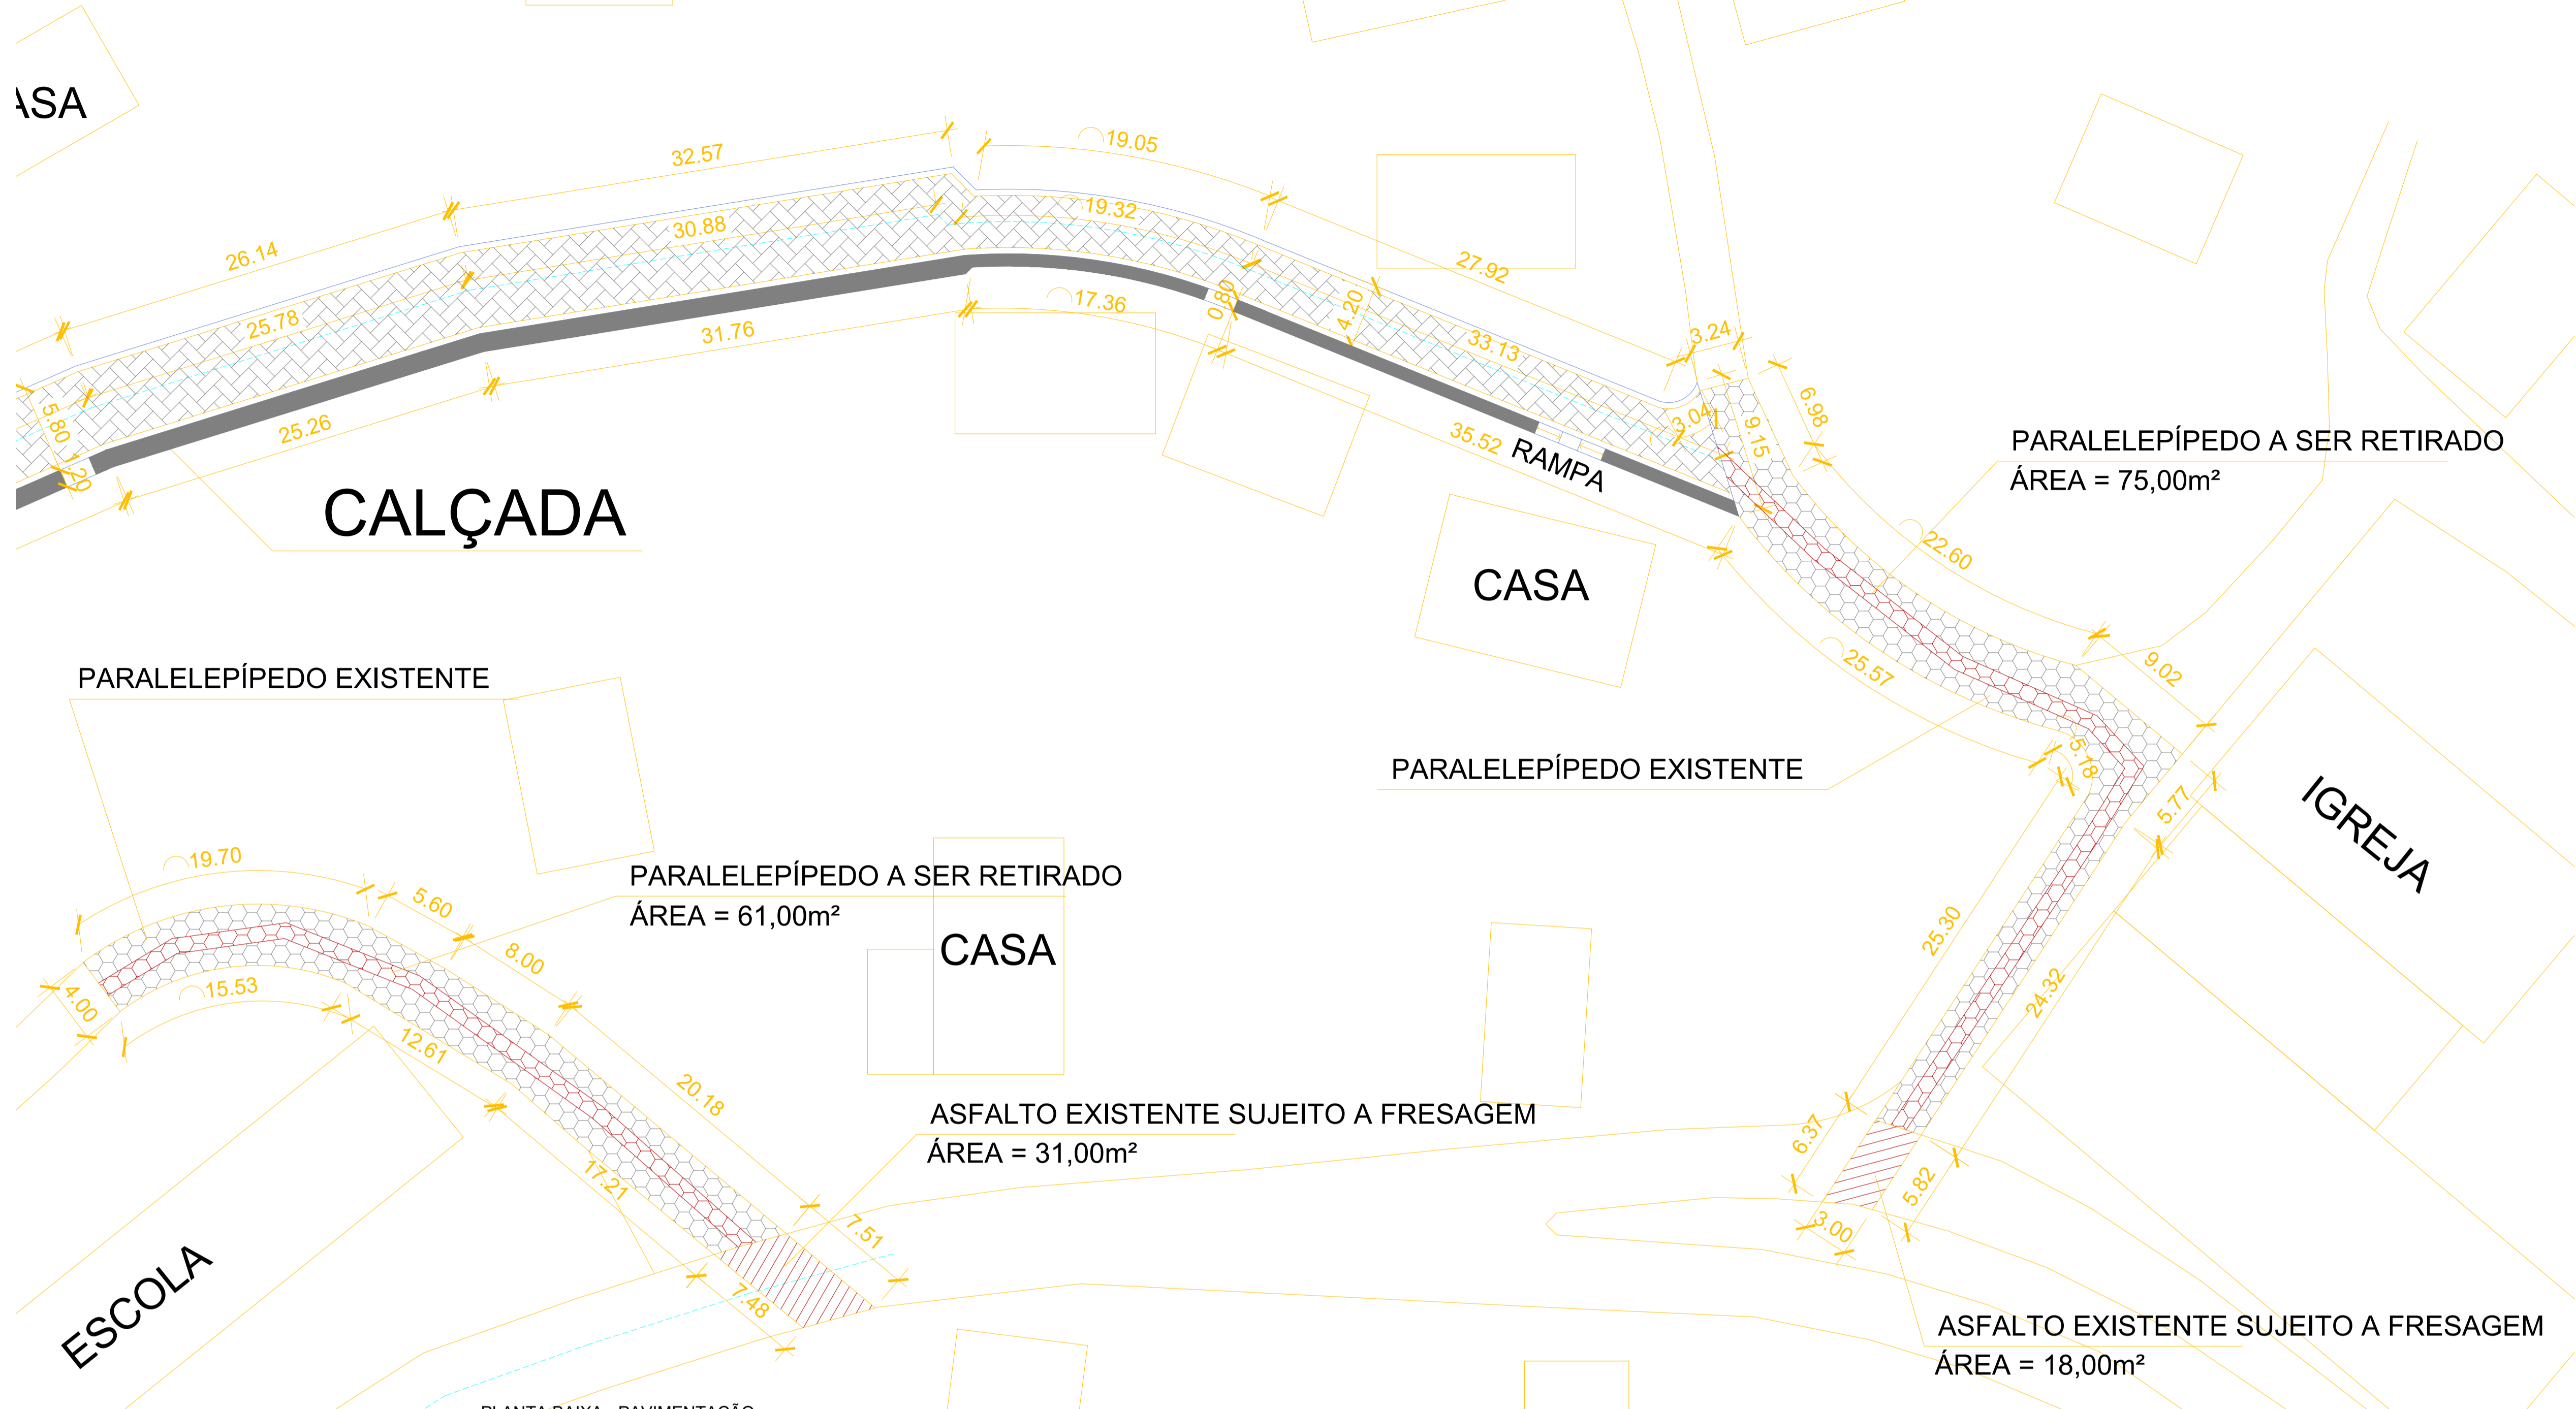 ASA
32.57
19.05
26.14
30.88
19.32
27.92
25.78
31.76
17.36
0.80
4.20
33.13
3.24
5.80
1.20
25.26
35.52
RAMPA
3.04
9.15
6.98
CALÇADA
PARALELEPÍPEDO A SER RETIRADO
ÁREA = 75,00m²
22.60
CASA
25.57
9.02
PARALELEPÍPEDO EXISTENTE
PARALELEPÍPEDO EXISTENTE
5.18
5.77
IGREJA
19.70
5.60
8.00
PARALELEPÍPEDO A SER RETIRADO
ÁREA = 61,00m²
CASA
4.00
15.53
12.61
20.18
25.30
24.32
ASFALTO EXISTENTE SUJEITO A FRESAGEM
ÁREA = 31,00m²
17.21
7.51
7.48
6.37
5.82
3.00
ESCOLA
ASFALTO EXISTENTE SUJEITO A FRESAGEM
ÁREA = 18,00m²
PLANTA BAIXA - PAVIMENTAÇÃO